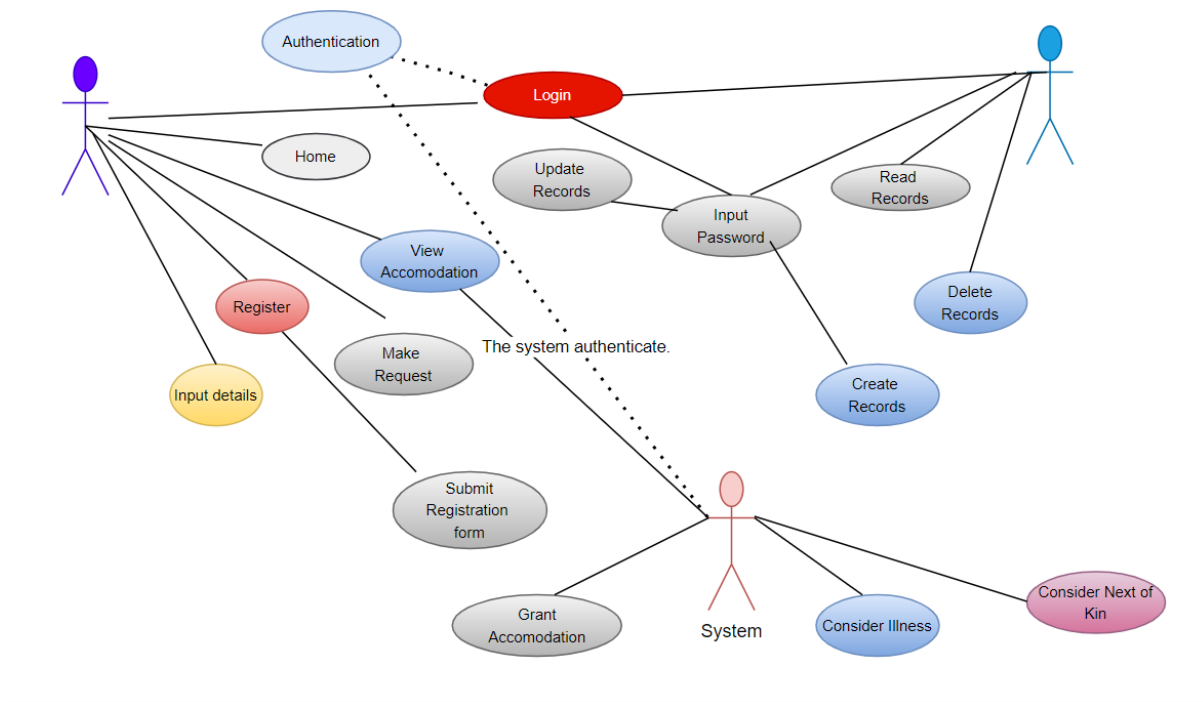 Authentication
Login
Home
Update
Records
Read
Records
Input
Password
View
Accomodation
Register
Delete
Records
The system authenticate.
Make
Request
Input details
Create
Records
Submit
Registration
form
Grant
Accomodation
System
Consider Illness
Consider Next of
Kin